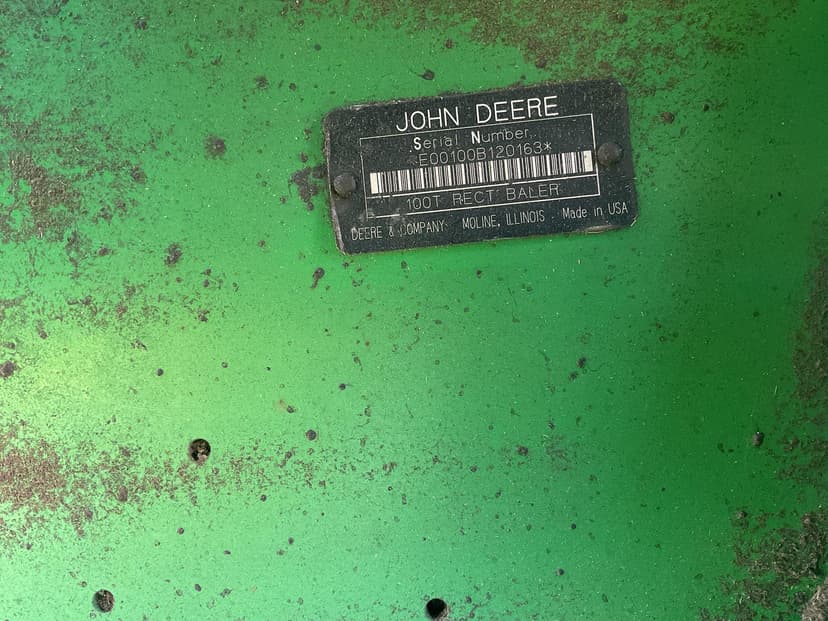 JOHN DEERE
Serial Number
*E00100B120163*
100T RECT BALER
DEERE & COMPANY MOLINE, ILLINOIS Made in USA